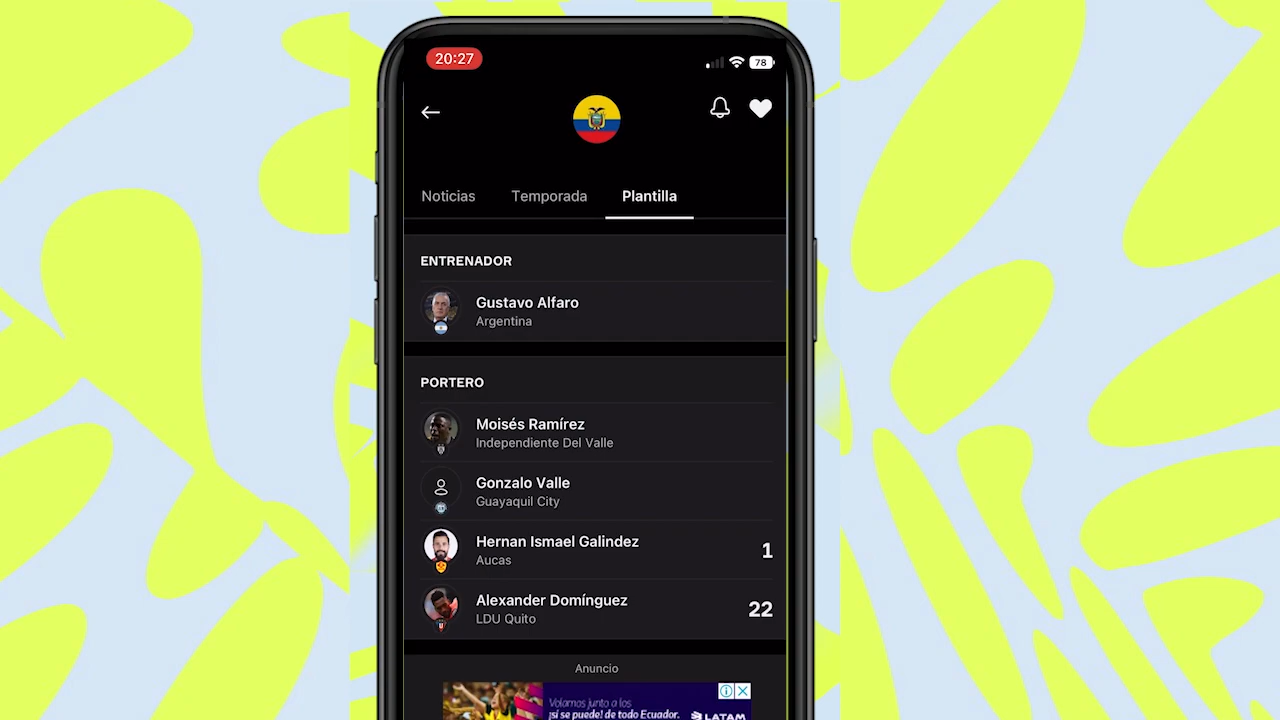 20:27
78
Noticias
Temporada
Plantilla
ENTRENADOR
Gustavo Alfaro
Argentina
PORTERO
Moisés Ramírez
Independiente Del Valle
Gonzalo Valle
Guayaquil City
Hernan Ismael Galindez
1
Aucas
Alexander Domínguez
22
LDU Quito
Anuncio
Volamos junto a los
¡si se puede! de todo Ecuador.
LATAM